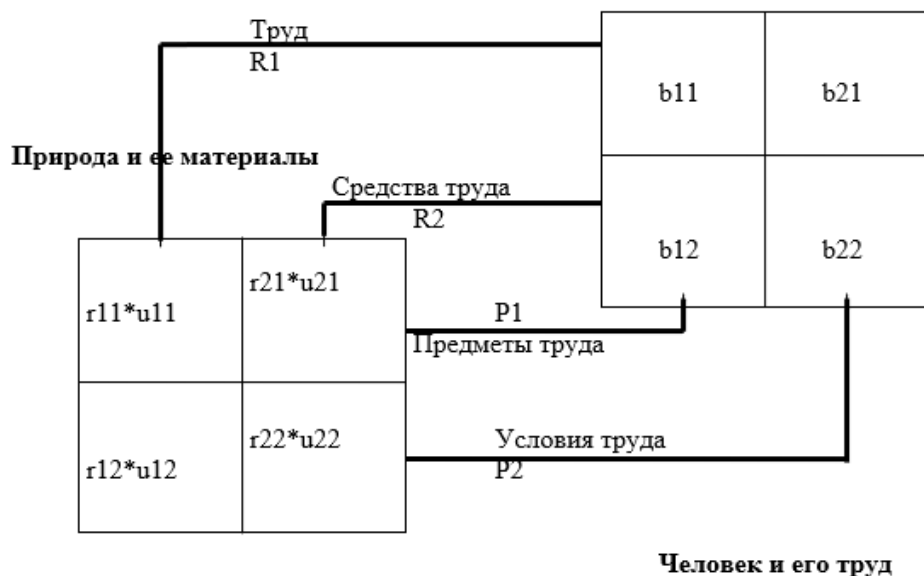 Труд
R1
b11 b21
Природа и ее материалы
Средства труда
R2
b12 b22
r21*u21
r11*u11
P1
Предметы труда
r22*u22
Условия труда
r12*u12
P2
Человек и его труд